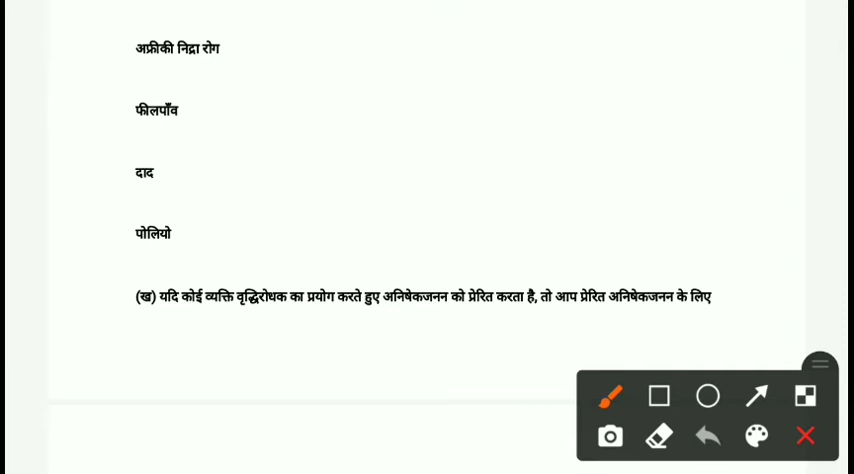 अफ्रीकी निद्रा रोग
फीलपाँव
दाद
पोलियो
(ख) यदि कोई व्यक्ति वृद्धिरोधक का प्रयोग करते हुए अनिषेकजनन को प्रेरित करता है, तो आप प्रेरित अनिषेकजनन के लिए